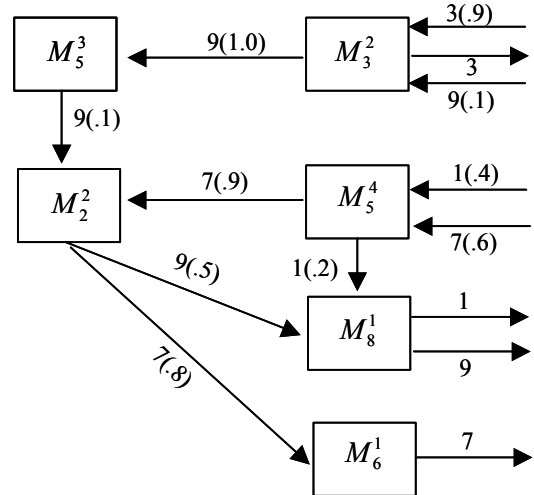 3(.9)
M_5^3
9(1.0)
M_3^2
3
9(.1)
9(.1)
M_2^2
7(.9)
M_5^4
1(.4)
7(.6)
9(.5)
1(.2)
M_8^1
1
9
7(.8)
M_6^1
7